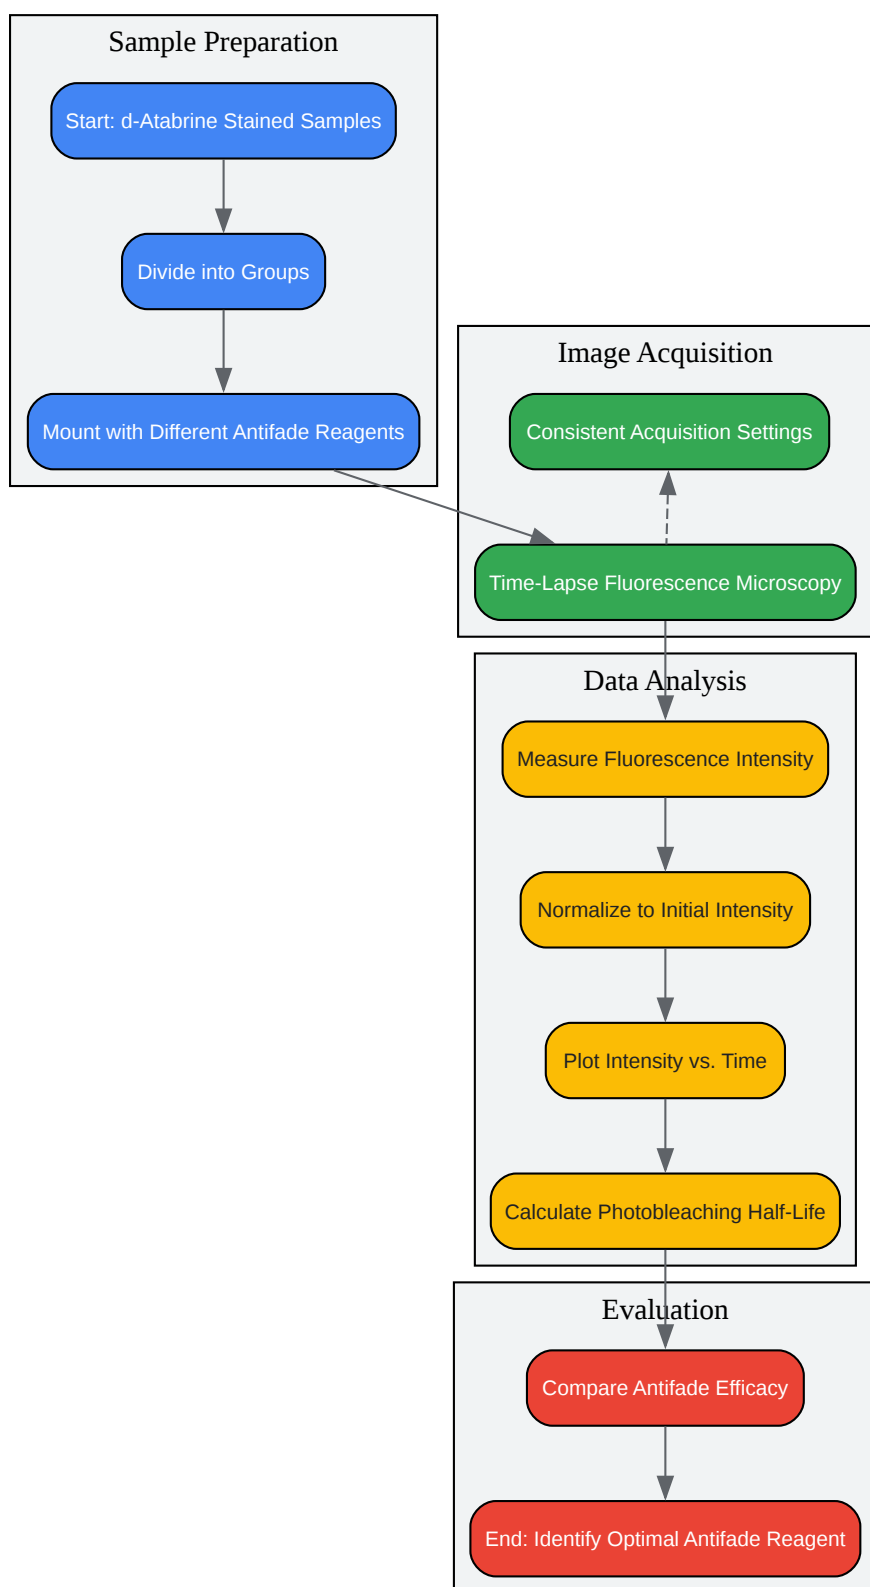 Sample Preparation
Start: d-Atabrine Stained Samples
Divide into Groups
Mount with Different Antifade Reagents
Image Acquisition
Consistent Acquisition Settings
Time-Lapse Fluorescence Microscopy
Data Analysis
Measure Fluorescence Intensity
Normalize to Initial Intensity
Plot Intensity vs. Time
Calculate Photobleaching Half-Life
Evaluation
Compare Antifade Efficacy
End: Identify Optimal Antifade Reagent